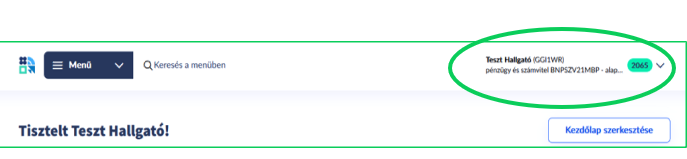 Menü
Keresés a menüben
Teszt Hallgató (GGI1WR)
pénzügy és számvitel BNPSZV21MBP - alap...
2065
Tisztelt Teszt Hallgató!
Kezdőlap szerkesztése